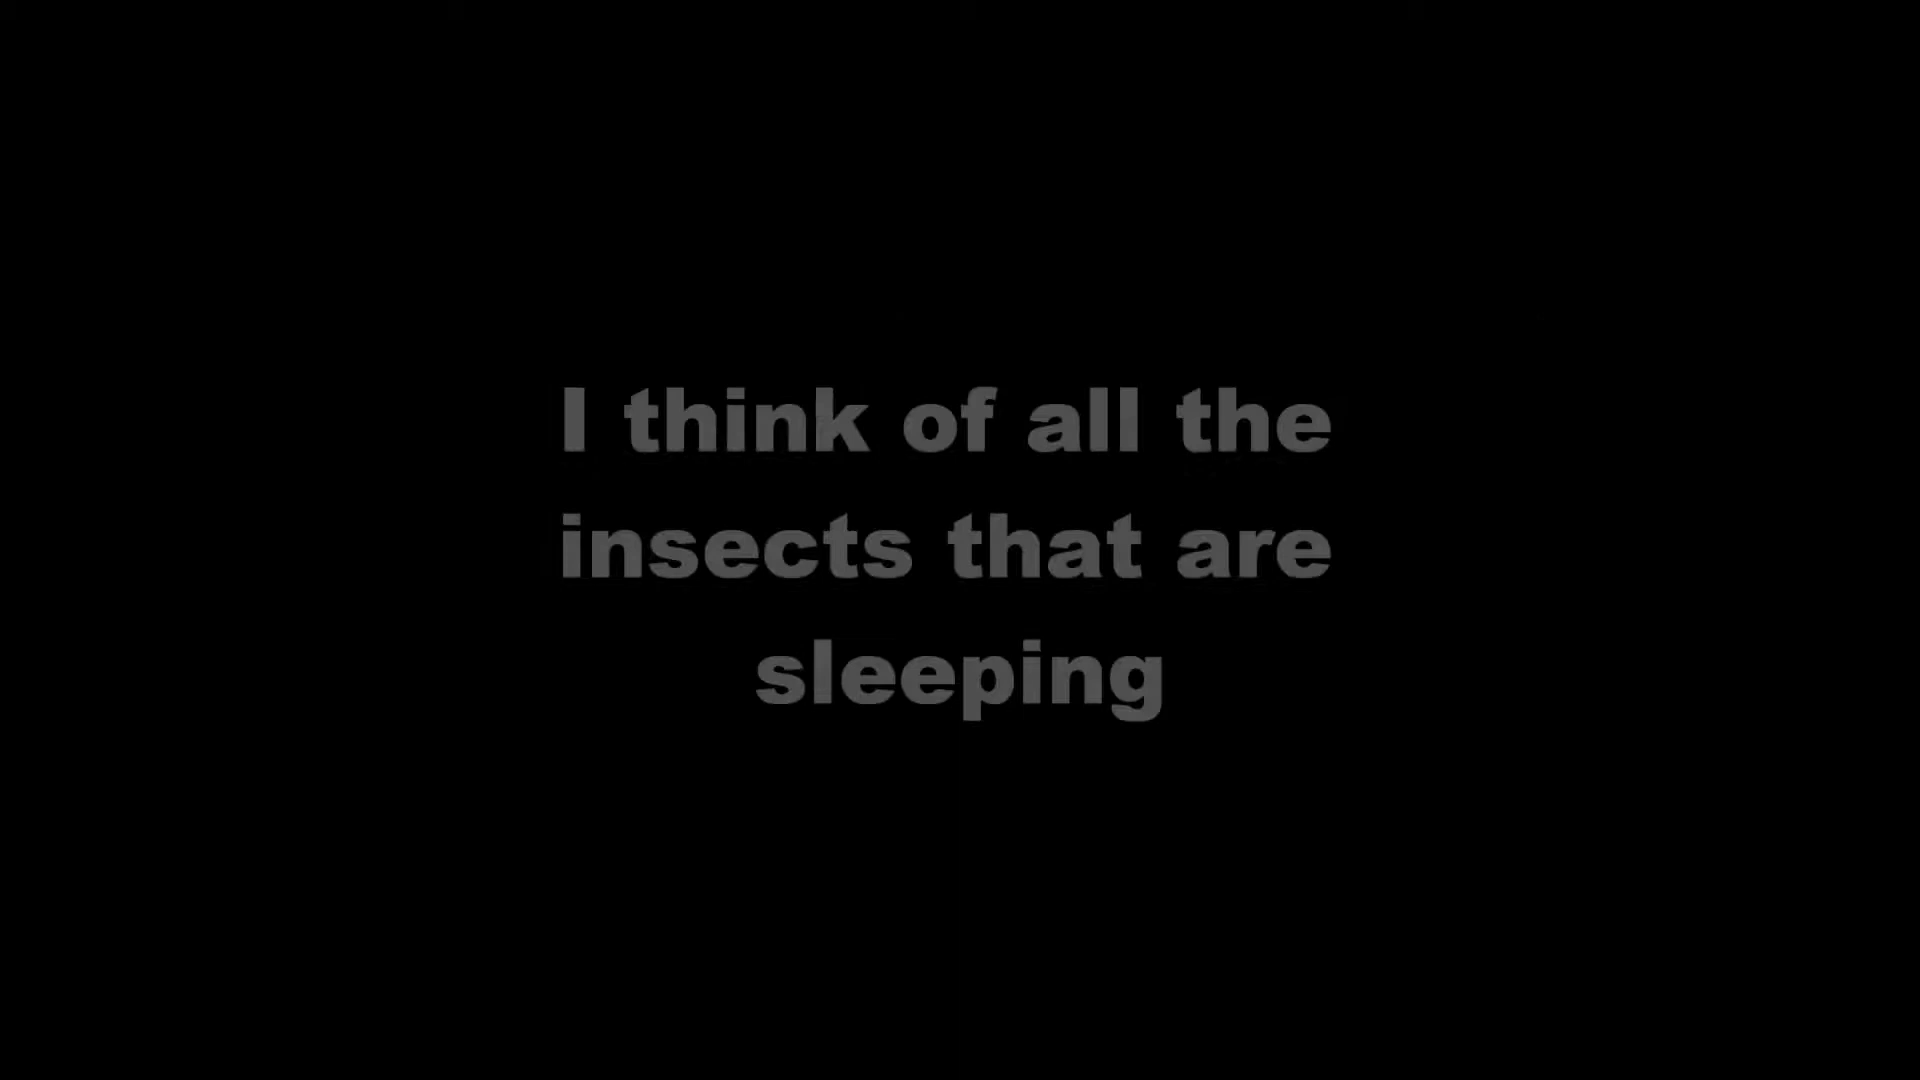 I think of all the
insects that are
sleeping